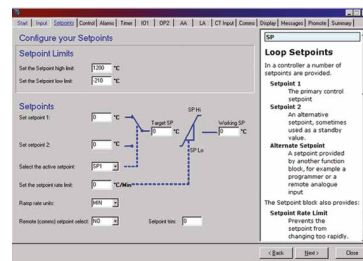 Start Input Setpoints Control Alarms Timer IO1 OP2 AA LA CT Input Comms Display Messages Promote Summary
Configure your Setpoints
Setpoint Limits
Set the Setpoint high limit: 1200 °C
Set the Setpoint low limit: -210 °C
Setpoints
Set setpoint 1: 0 °C
SP Hi
Target SP
0 °C
Working SP
0 °C
Set setpoint 2: 0 °C
SP Lo
Select the active setpoint: SP1
Set the Setpoint rate limit: 0 °C/Min
Ramp rate units: MIN
Remote (comms) setpoint select: NO
Setpoint trim: 0
SP
Loop Setpoints
In a controller a number of
setpoints are provided.
Setpoint 1
The primary control
setpoint
Setpoint 2
An alternative
setpoint, sometimes
used as a standby
value.
Alternate Setpoint
A setpoint provided
by another function
block, for example a
programmer or a
remote analogue
input
The Setpoint block also provides:
Setpoint Rate Limit
Prevents the
setpoint from
changing too rapidly.
< Back Next > Close